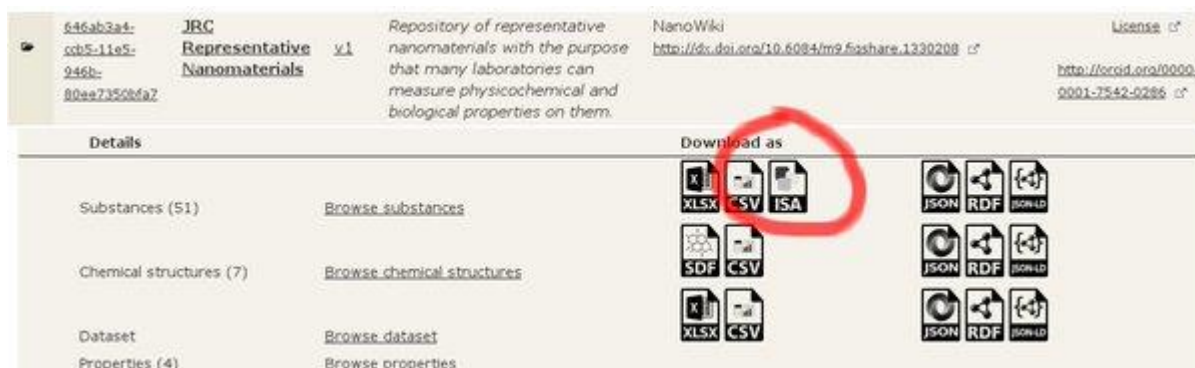 646ab3a4-
ccb5-11e5-
946b-
80ee7350bfa7
JRC
Representative
Nanomaterials
v1
Repository of representative
nanomaterials with the purpose
that many laboratories can
measure physicochemical and
biological properties on them.
NanoWiki
http://dx.doi.org/10.6084/m9.figshare.1330208
License
http://orcid.org/0000-
0001-7542-0286
Details Download as
Substances (51) Browse substances XLSX CSV ISA JSON RDF JSON-LD
Chemical structures (7) Browse chemical structures SDF CSV JSON RDF JSON-LD
Dataset Browse dataset XLSX CSV JSON RDF JSON-LD
Properties (4) Browse properties